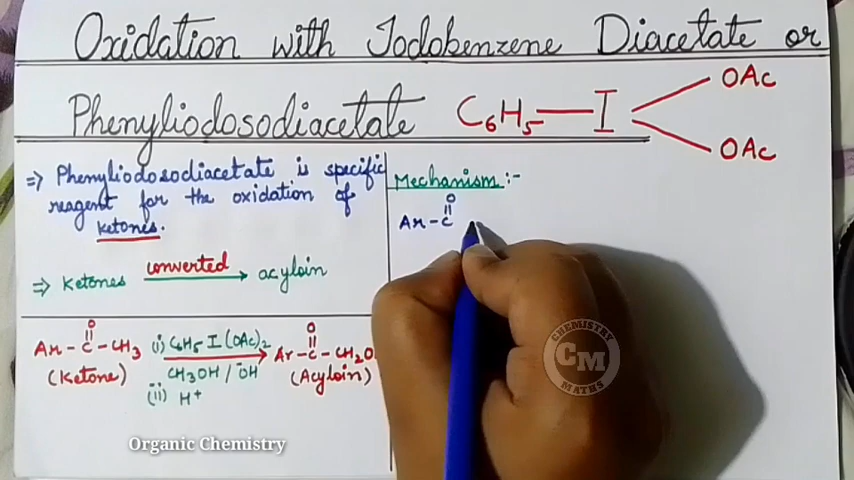 Oxidation with Iodobenzene Diacetate or
Phenyliodosodiacetate C6H5—I
OAc
OAc
⇒ Phenyliodosodiacetate is specific
reagent for the oxidation of
ketones.
⇒ Ketones converted acyloin
O
Ar–C–CH3
(Ketone)
(i) C6H5I(OAc)2
CH3OH / ⁻OH
(ii) H+
O
Ar–C–CH2O
(Acyloin)
Mechanism :-
O
Ar–C
CHEMISTRY
CM
MATHS
Organic Chemistry